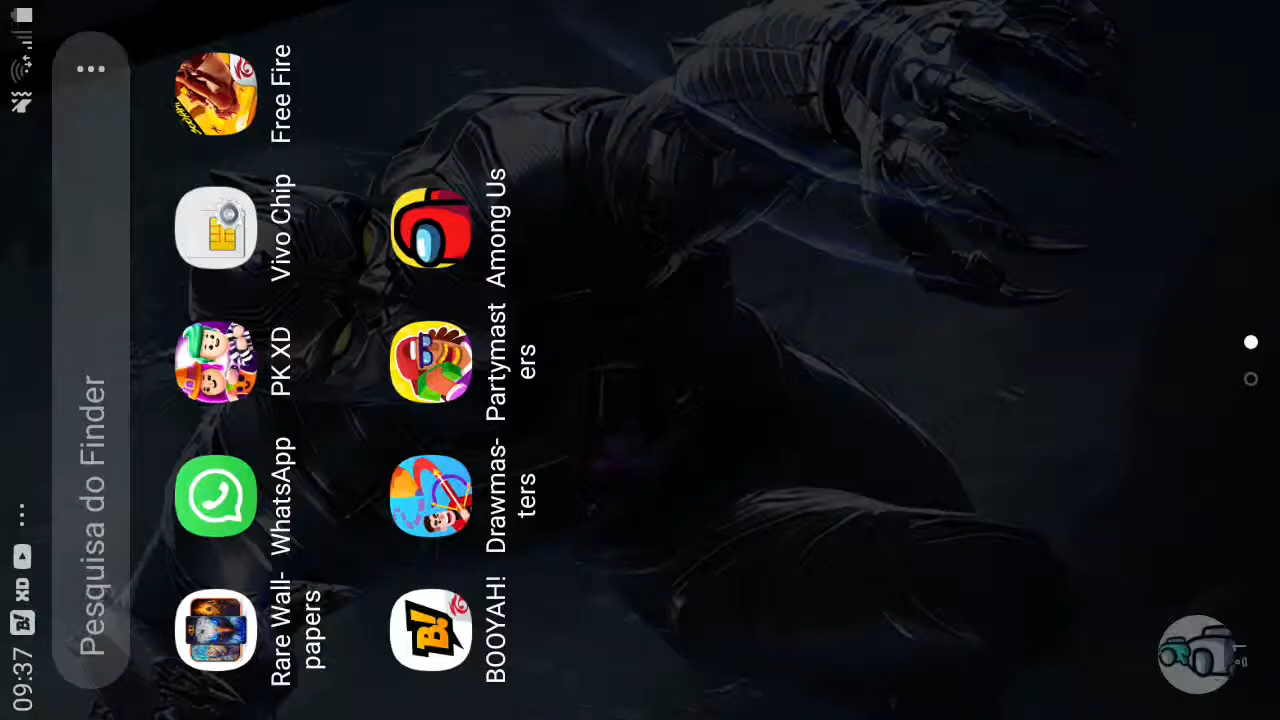 09:37 B! XD ...
Pesquisa do Finder
Rare Wall-
papers
WhatsApp
PK XD
Vivo Chip
Free Fire
B!
BOOYAH!
Drawmas-
ters
Partymast
ers
Among Us